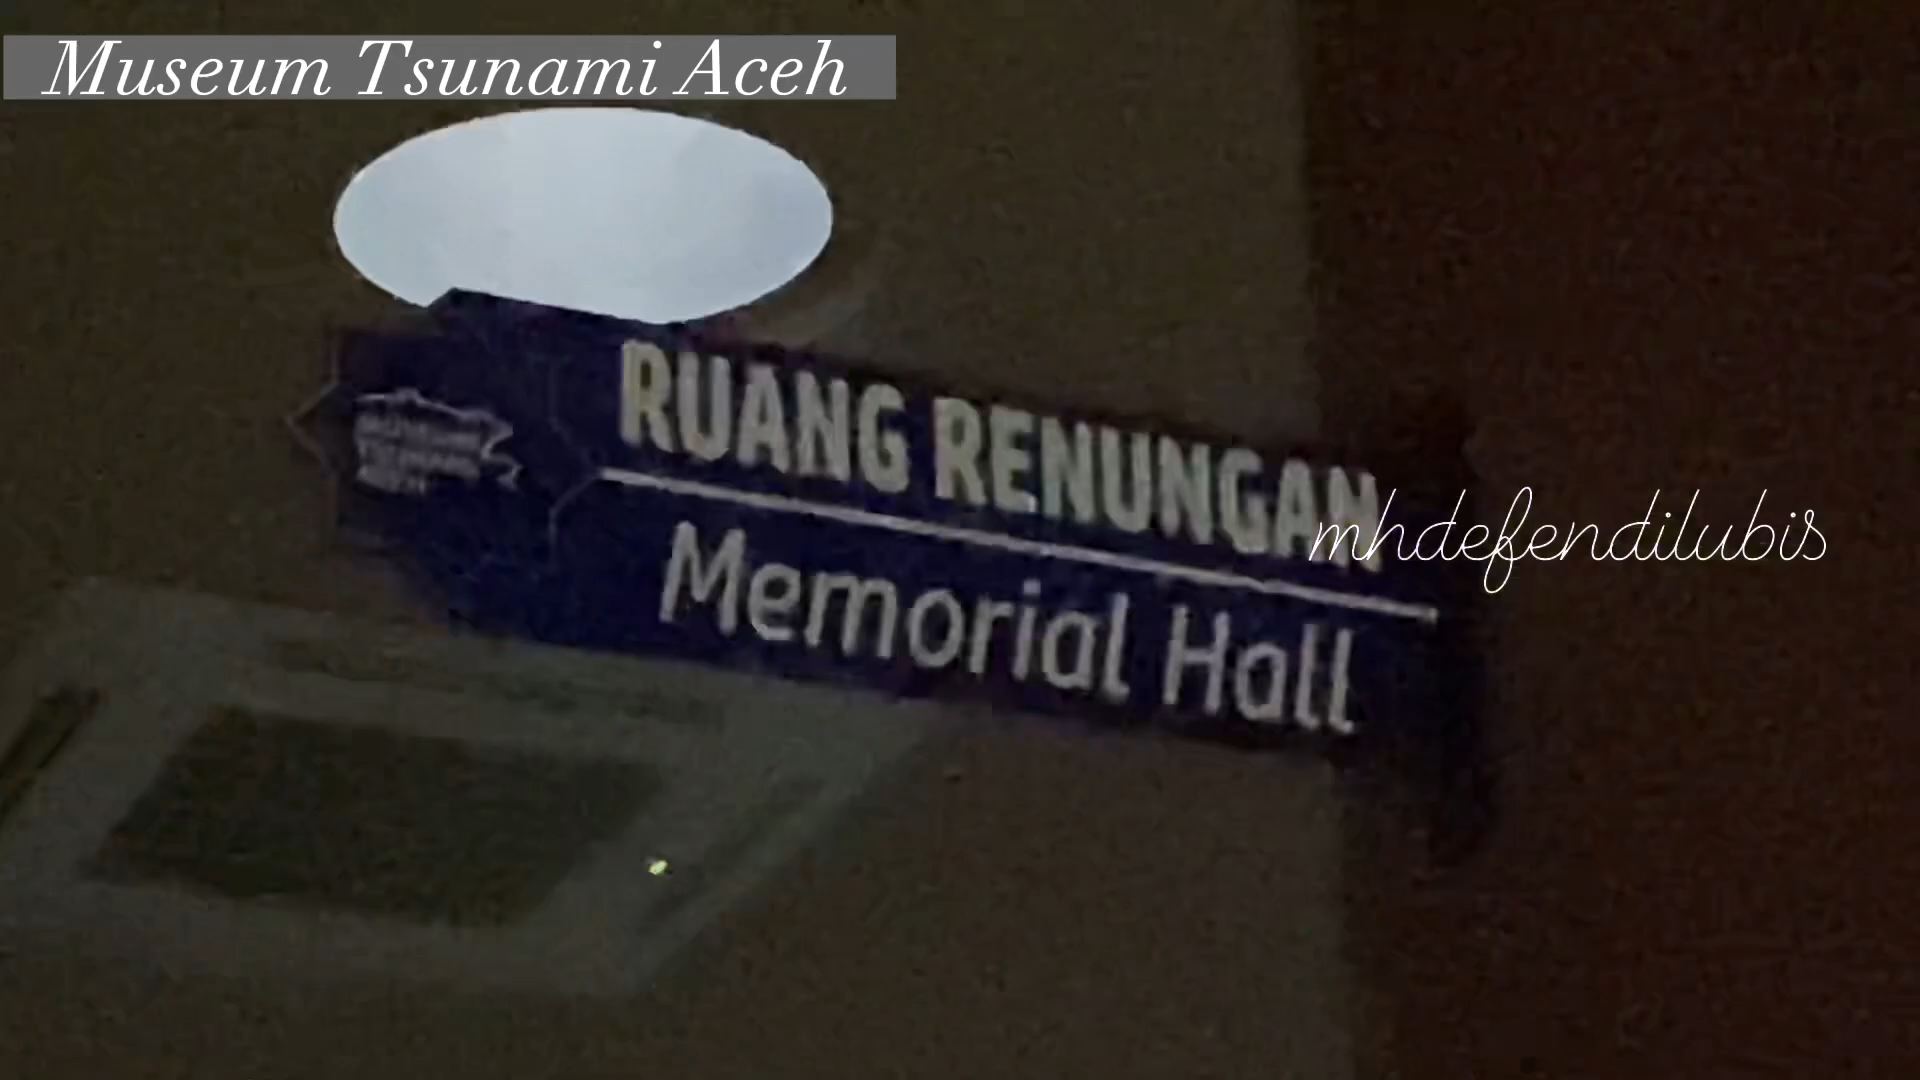 Museum Tsunami Aceh
RUANG RENUNGAN
mhdefendilubis
Memorial Hall